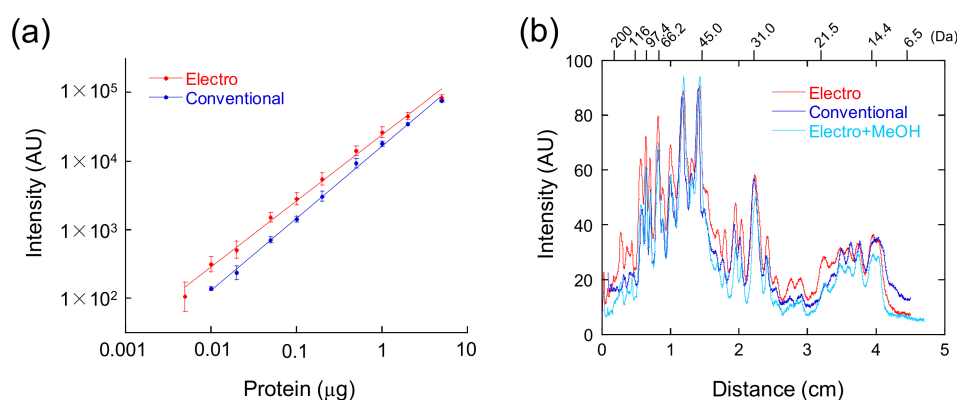 (a)
Electro
Conventional
1×10⁵
1×10⁴
1×10³
1×10²
Intensity (AU)
0.001
0.01
0.1
1
10
Protein (μg)
(b)
200
116
97.4
66.2
45.0
31.0
21.5
14.4
6.5
(Da)
Electro
Conventional
Electro+MeOH
100
80
60
40
20
0
Intensity (AU)
0
1
2
3
4
5
Distance (cm)